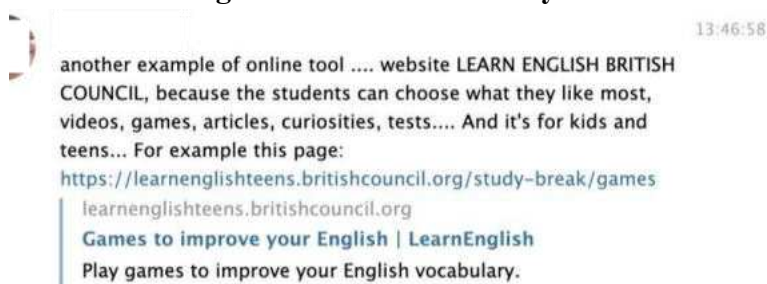 13:46:58
another example of online tool .... website LEARN ENGLISH BRITISH
COUNCIL, because the students can choose what they like most,
videos, games, articles, curiosities, tests.... And it's for kids and
teens... For example this page:
https://learnenglishteens.britishcouncil.org/study-break/games
learnenglishteens.britishcouncil.org
Games to improve your English | LearnEnglish
Play games to improve your English vocabulary.